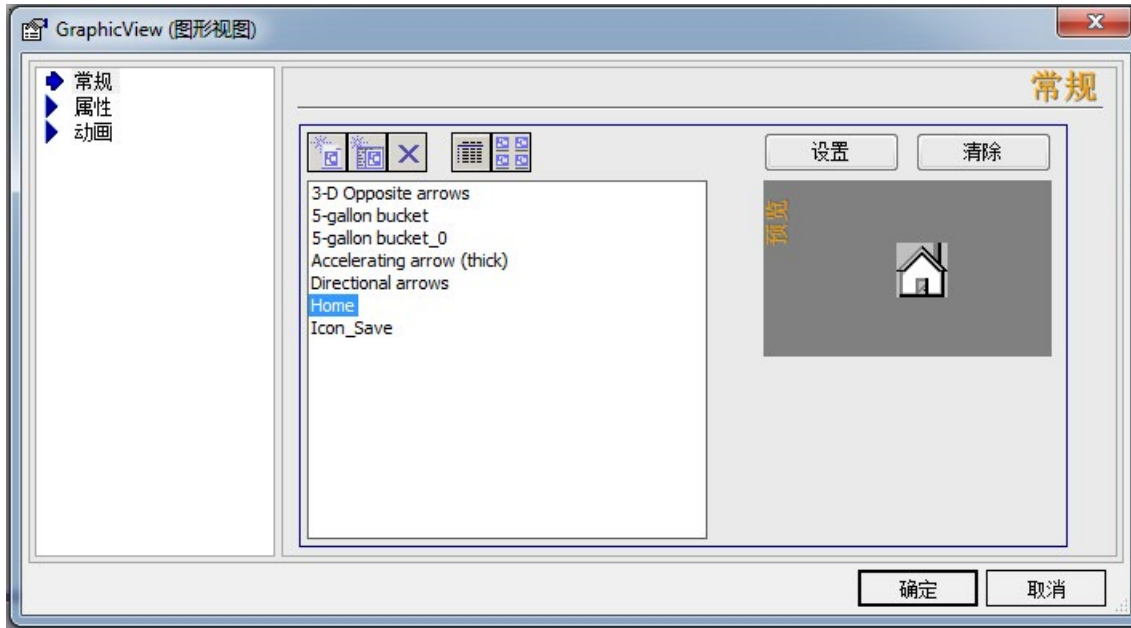 GraphicView (图形视图)
常规
属性
动画
常规
设置
清除
3-D Opposite arrows
5-gallon bucket
5-gallon bucket_0
Accelerating arrow (thick)
Directional arrows
Home
Icon_Save
预览
确定
取消